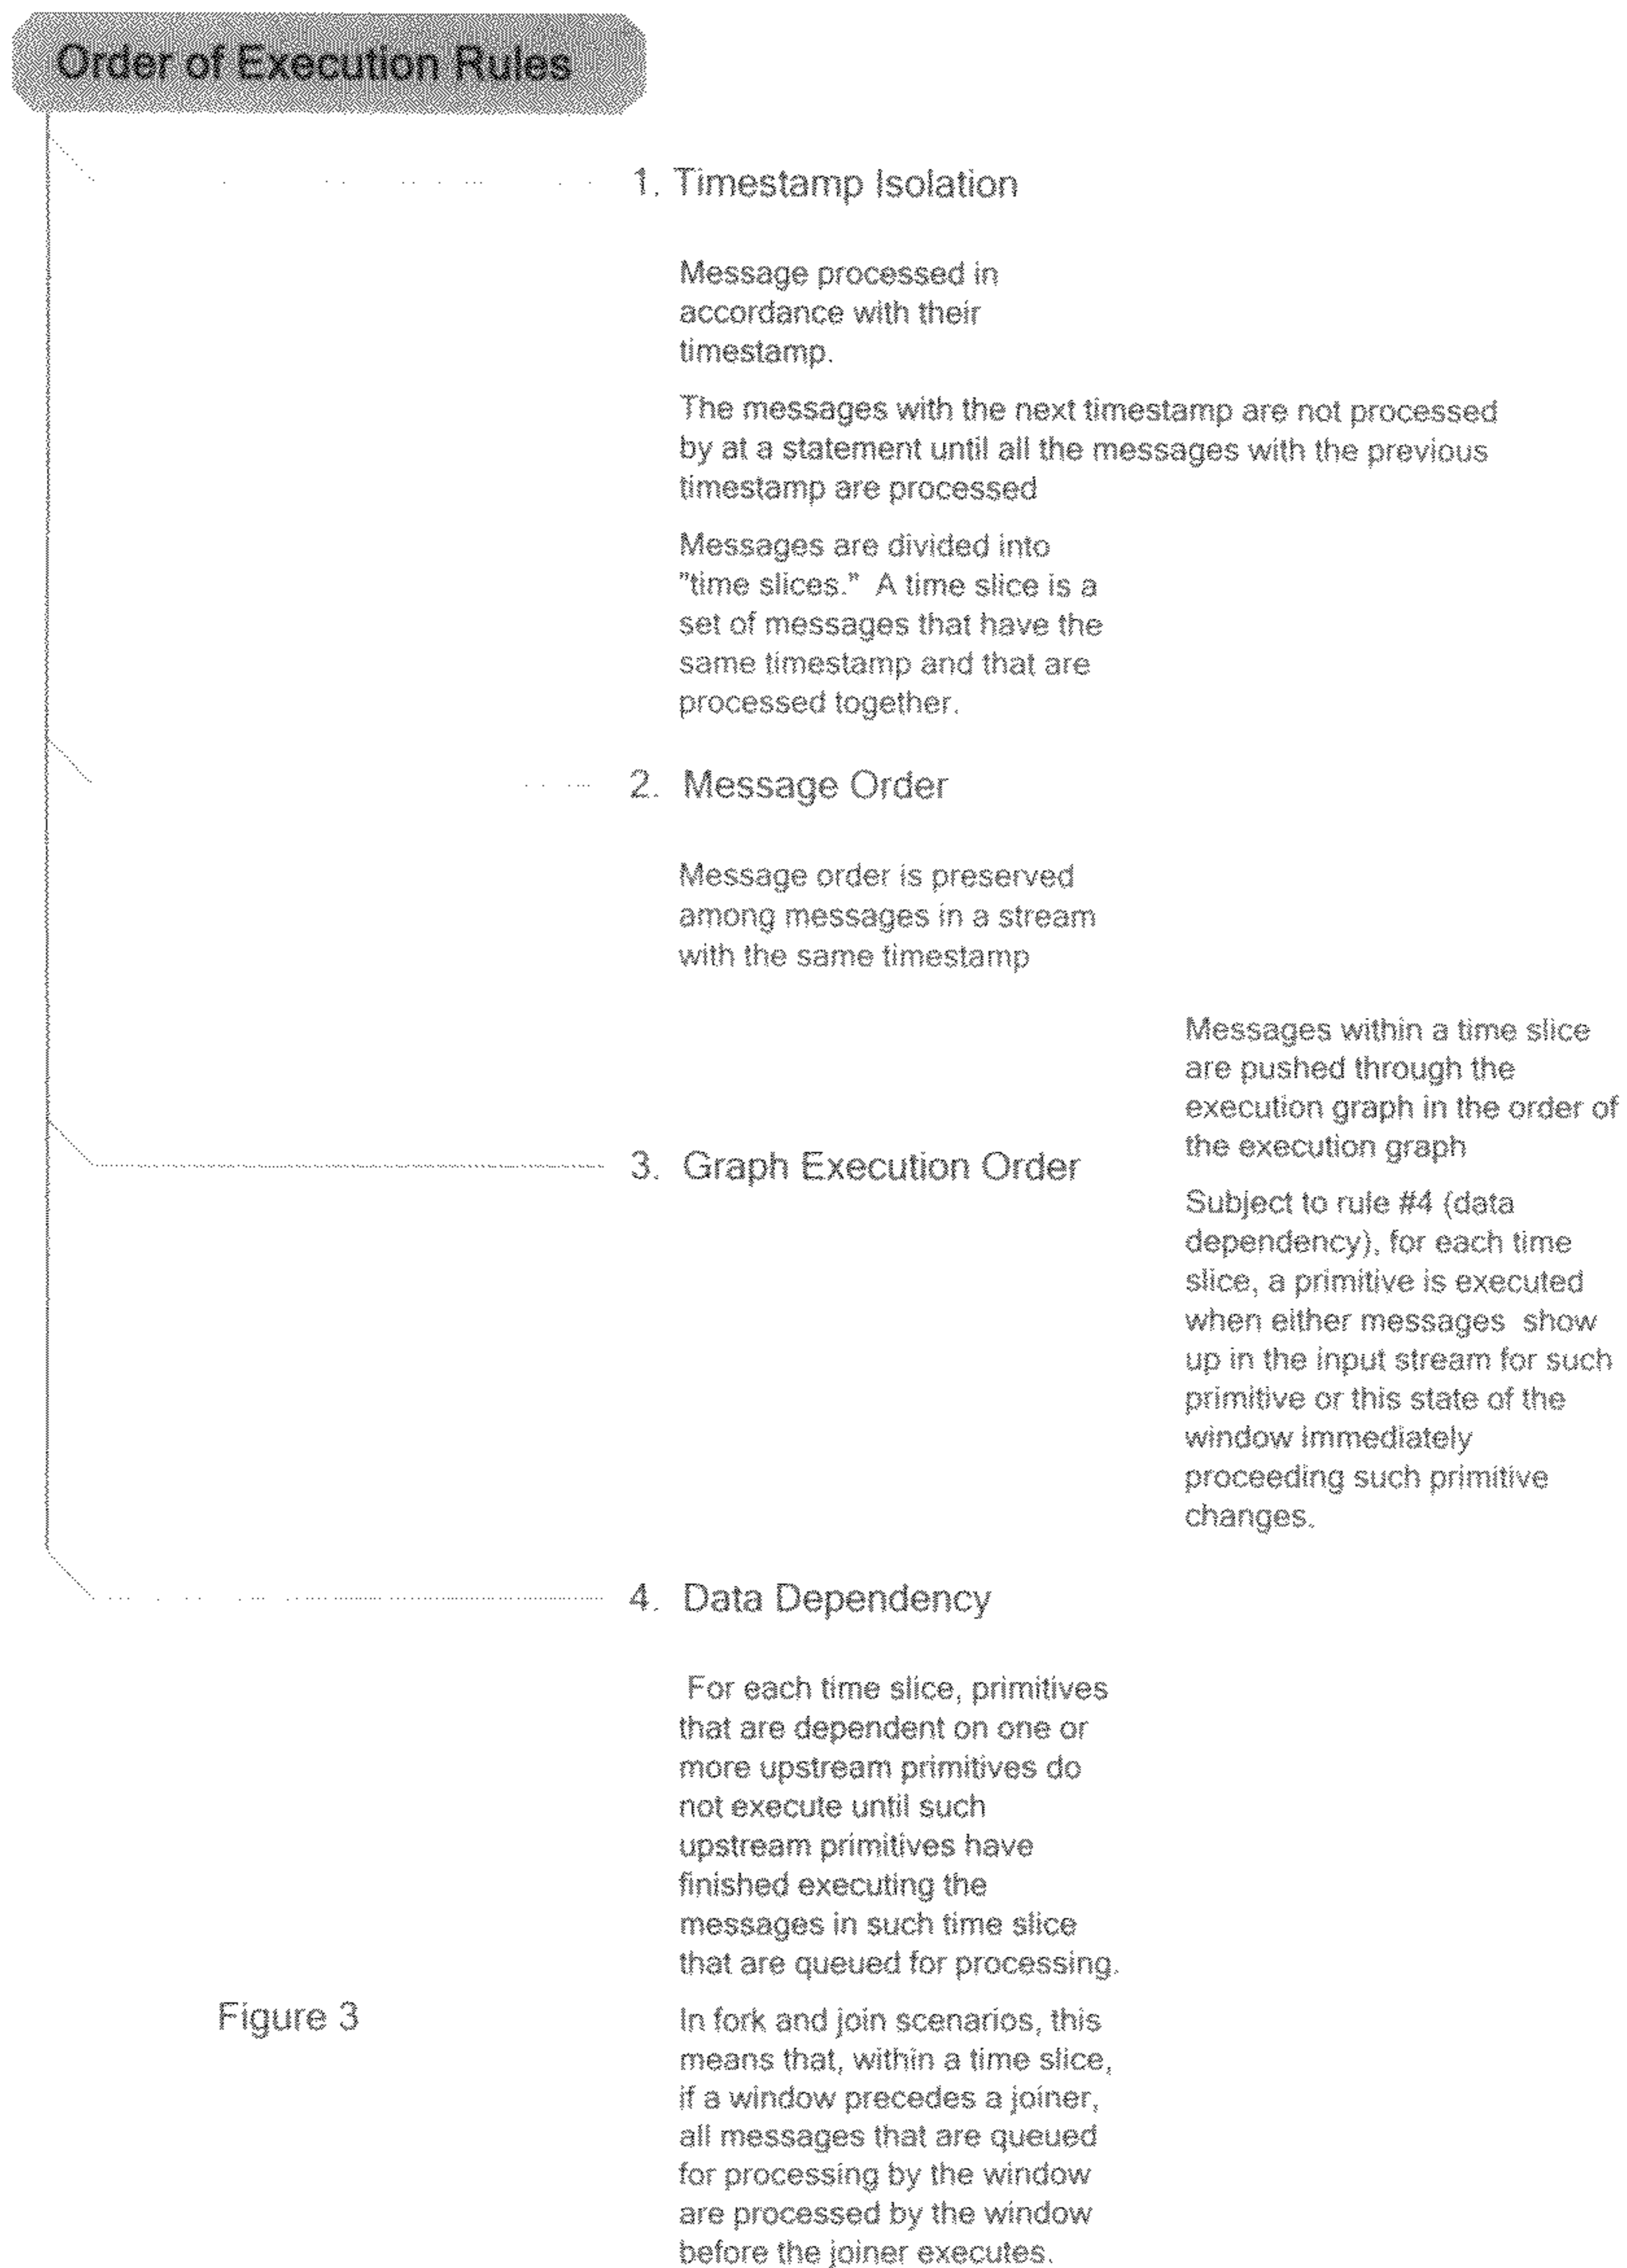 Order of Execution Rules
1. Timestamp Isolation
Message processed in
accordance with their
timestamp.
The messages with the next timestamp are not processed
by at a statement until all the messages with the previous
timestamp are processed
Messages are divided into
"time slices." A time slice is a
set of messages that have the
same timestamp and that are
processed together.
2. Message Order
Message order is preserved
among messages in a stream
with the same timestamp
3. Graph Execution Order
Messages within a time slice
are pushed through the
execution graph in the order of
the execution graph
Subject to rule #4 (data
dependency), for each time
slice, a primitive is executed
when either messages show
up in the input stream for such
primitive or this state of the
window immediately
proceeding such primitive
changes.
4. Data Dependency
For each time slice, primitives
that are dependent on one or
more upstream primitives do
not execute until such
upstream primitives have
finished executing the
messages in such time slice
that are queued for processing.
In fork and join scenarios, this
means that, within a time slice,
if a window precedes a joiner,
all messages that are queued
for processing by the window
are processed by the window
before the joiner executes.
Figure 3